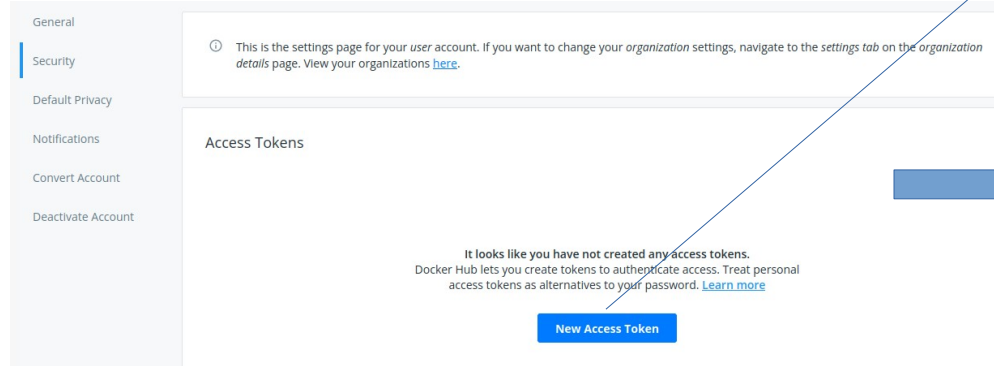 General
Security
Default Privacy
Notifications
Convert Account
Deactivate Account
This is the settings page for your user account. If you want to change your organization settings, navigate to the settings tab on the organization
details page. View your organizations here.
Access Tokens
It looks like you have not created any access tokens.
Docker Hub lets you create tokens to authenticate access. Treat personal
access tokens as alternatives to your password. Learn more
New Access Token